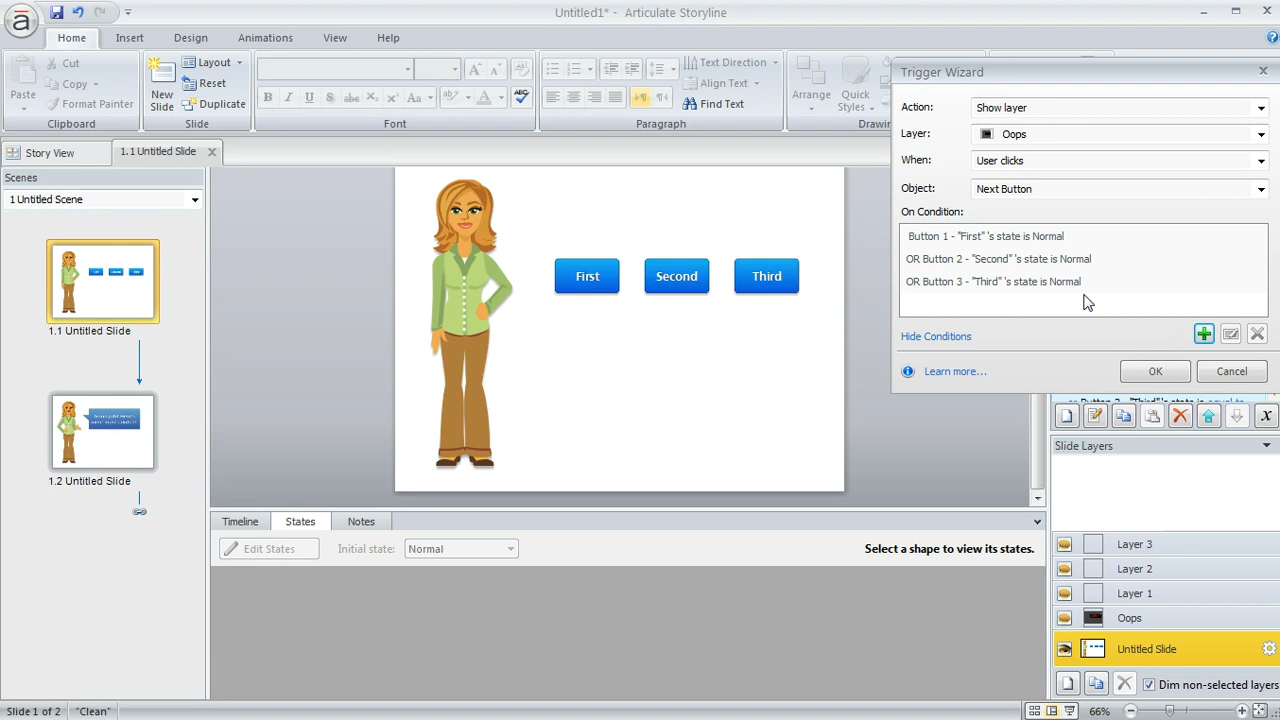 Untitled1* - Articulate Storyline
Home Insert Design Animations View Help
Paste
Cut
Copy
Format Painter
Clipboard
New Slide
Layout
Reset
Duplicate
Slide
Font
Text Direction
Align Text
Find Text
Paragraph
Arrange
Quick Styles
Drawin
Story View
1.1 Untitled Slide
Scenes
1 Untitled Scene
1.1 Untitled Slide
1.2 Untitled Slide
First
Second
Third
Trigger Wizard
Action: Show layer
Layer: Oops
When: User clicks
Object: Next Button
On Condition:
Button 1 - "First" 's state is Normal
OR Button 2 - "Second" 's state is Normal
OR Button 3 - "Third" 's state is Normal
Hide Conditions
Learn more...
OK
Cancel
Slide Layers
Layer 3
Layer 2
Layer 1
Oops
Untitled Slide
Dim non-selected layers
Timeline States Notes
Edit States
Initial state: Normal
Select a shape to view its states.
Slide 1 of 2
"Clean"
66%